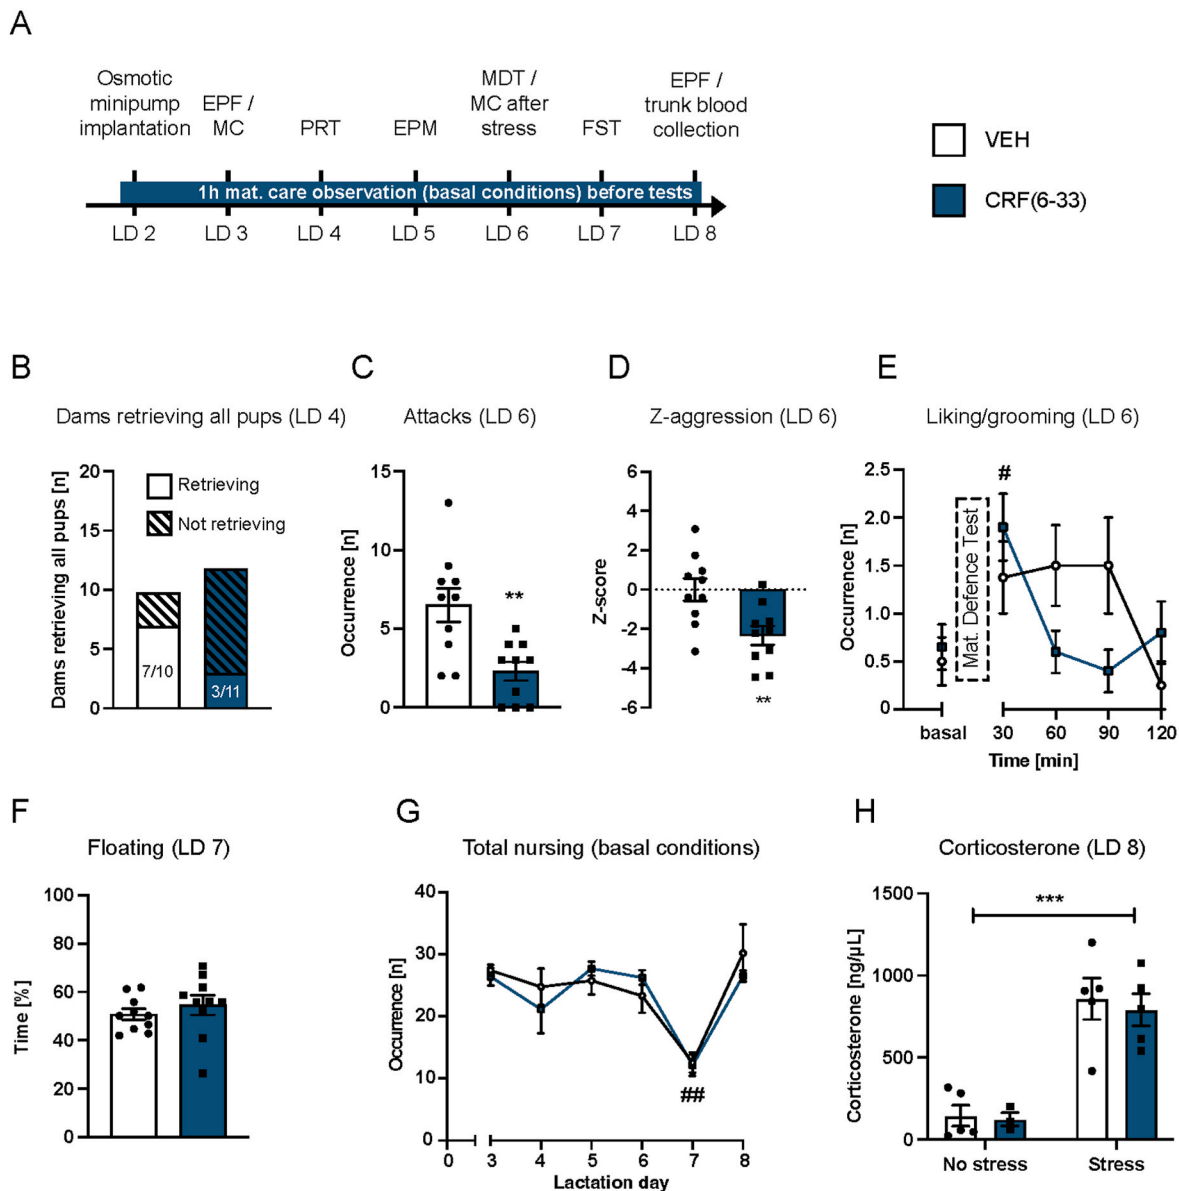 A
Osmotic
minipump
implantation
EPF /
MC
PRT
EPM
MDT /
MC after
stress
FST
EPF /
trunk blood
collection
1h mat. care observation (basal conditions) before tests
LD 2
LD 3
LD 4
LD 5
LD 6
LD 7
LD 8
VEH
CRF(6-33)
B
Dams retrieving all pups (LD 4)
Dams retrieving all pups [n]
20
15
10
5
0
Retrieving
Not retrieving
7/10
3/11
C
Attacks (LD 6)
Occurrence [n]
15
10
5
0
**
D
Z-aggression (LD 6)
Z-score
6
4
2
0
-2
-4
-6
**
E
Liking/grooming (LD 6)
Occurrence [n]
2.5
2.0
1.5
1.0
0.5
0
#
Mat. Defence Test
basal
30
60
90
120
Time [min]
F
Floating (LD 7)
Time [%]
100
80
60
40
20
0
G
Total nursing (basal conditions)
Occurrence [n]
40
30
20
10
0
##
0
3
4
5
6
7
8
Lactation day
H
Corticosterone (LD 8)
Corticosterone [ng/µL]
1500
1000
500
0
***
No stress
Stress